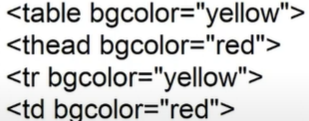 <table bgcolor="yellow">
<thead bgcolor="red">
<tr bgcolor="yellow">
<td bgcolor="red">